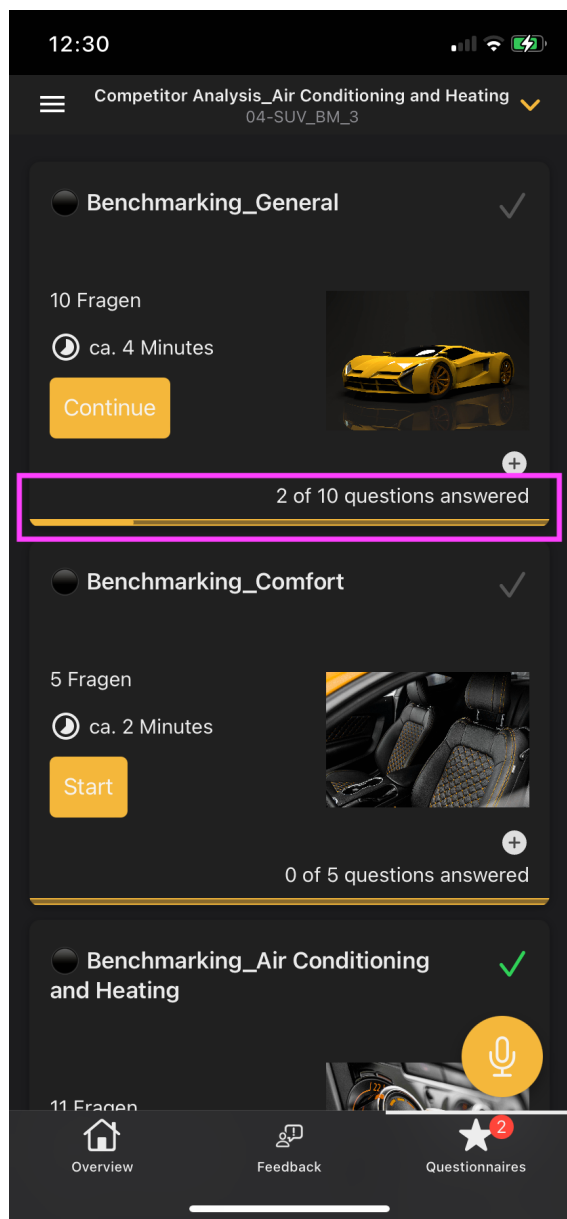 12:30
Competitor Analysis_Air Conditioning and Heating
04-SUV_BM_3
Benchmarking_General
10 Fragen
ca. 4 Minutes
Continue
2 of 10 questions answered
Benchmarking_Comfort
5 Fragen
ca. 2 Minutes
Start
0 of 5 questions answered
Benchmarking_Air Conditioning
and Heating
11 Fragen
2
Overview
Feedback
Questionnaires